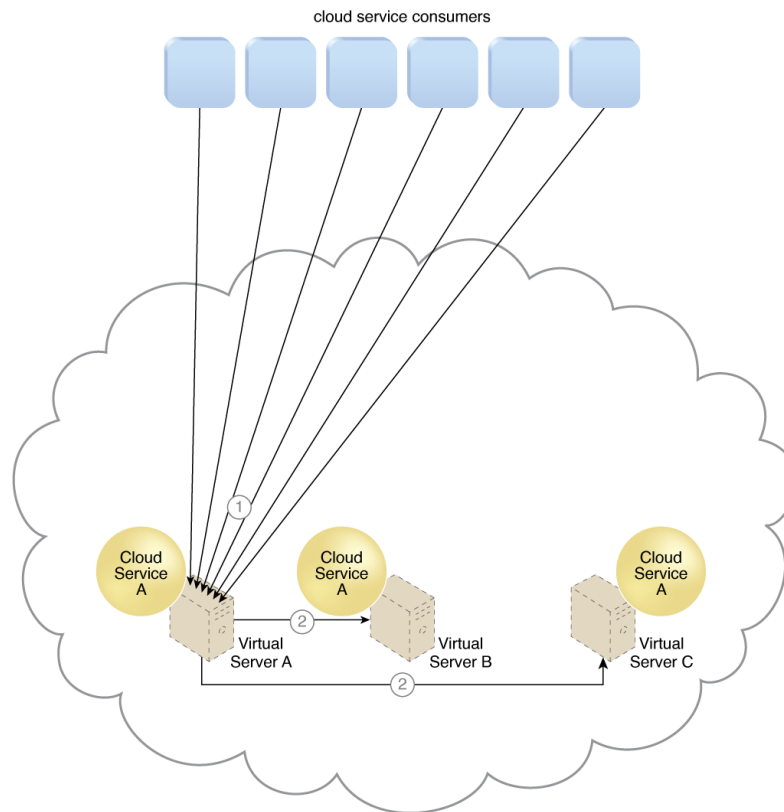 cloud service consumers
1
Cloud
Service
A
Cloud
Service
A
Cloud
Service
A
2
Virtual
Server A
Virtual
Server B
Virtual
Server C
2